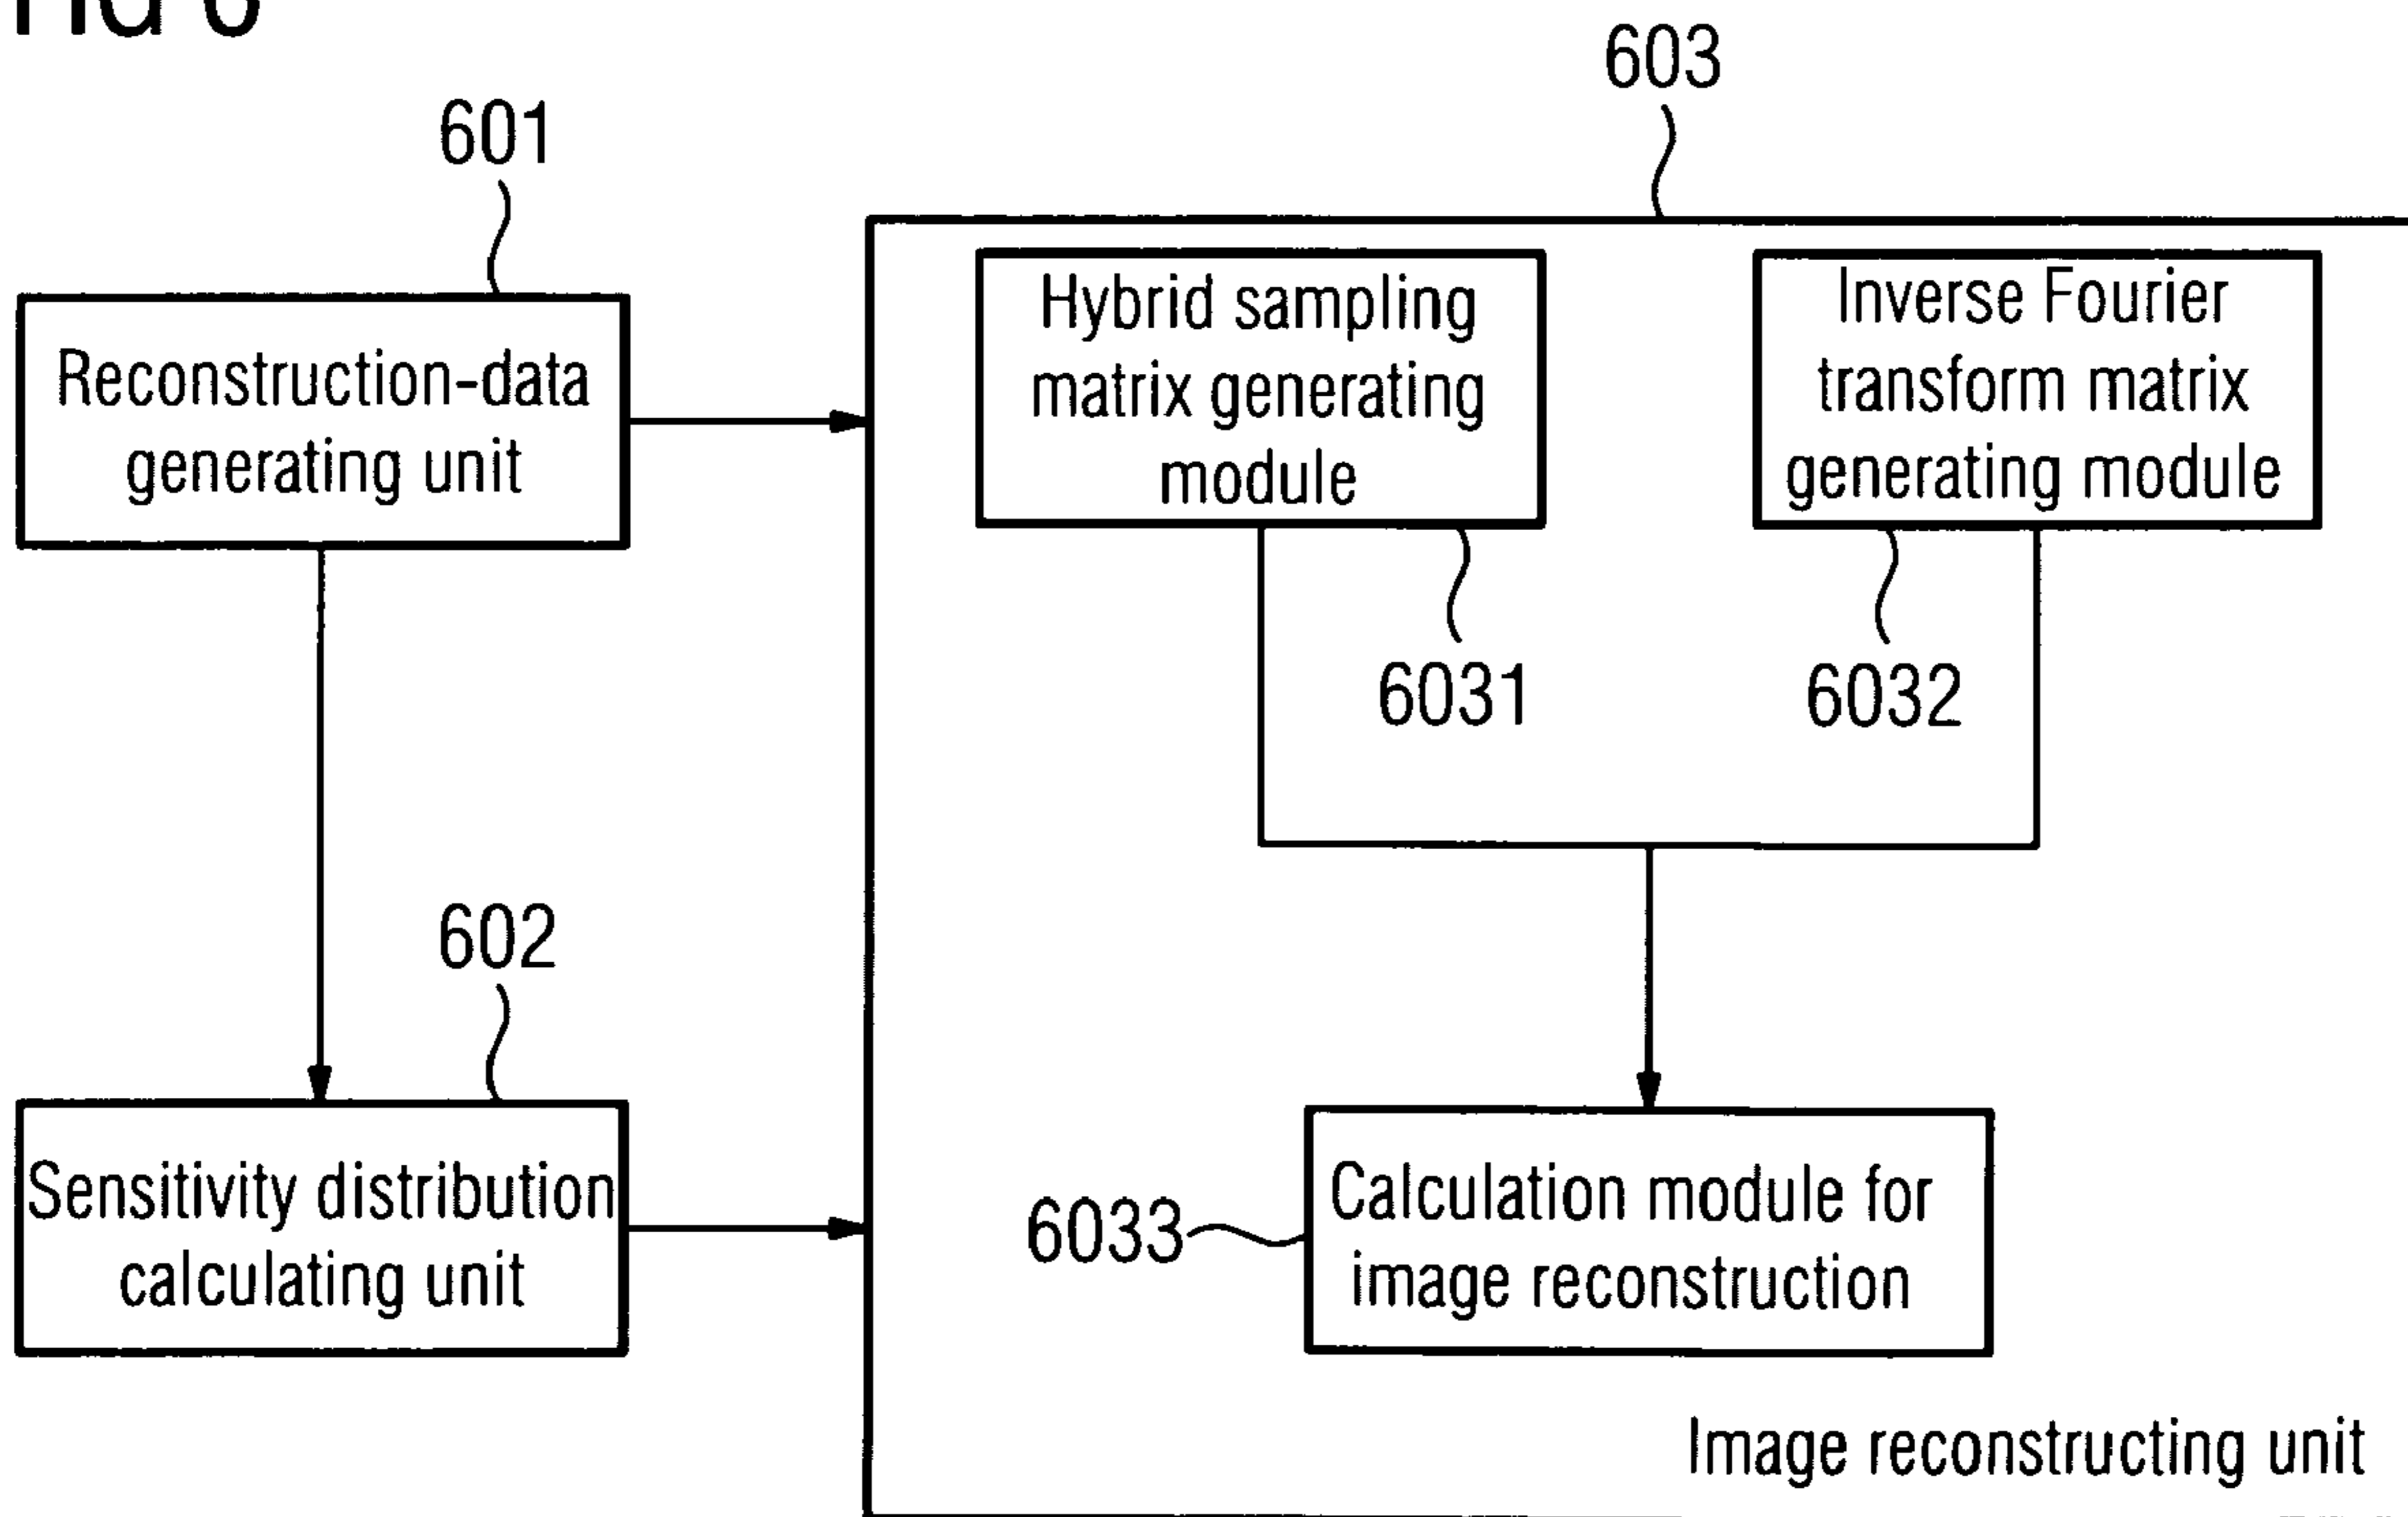 603
601
Hybrid sampling
matrix generating
module
Inverse Fourier
transform matrix
generating module
Reconstruction-data
generating unit
6031
6032
602
Sensitivity distribution
calculating unit
6033
Calculation module for
image reconstruction
Image reconstructing unit